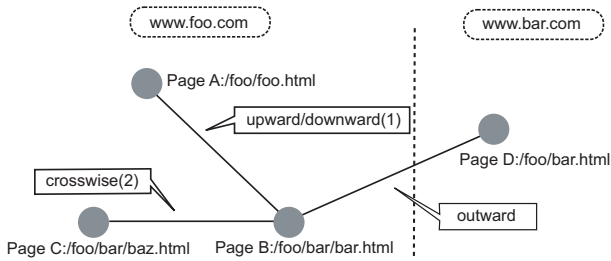 www.foo.com
www.bar.com
Page A:/foo/foo.html
upward/downward(1)
Page D:/foo/bar.html
crosswise(2)
outward
Page C:/foo/bar/baz.html
Page B:/foo/bar/bar.html